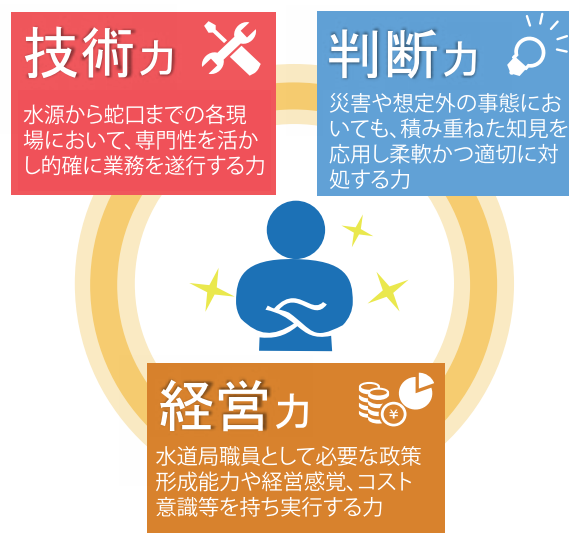 技術力
水源から蛇口までの各現
場において、専門性を活か
し的確に業務を遂行する力
判断力
災害や想定外の事態にお
いても、積み重ねた知見を
応用し柔軟かつ適切に対
処する力
経営力
¥
水道局職員として必要な政策
形成能力や経営感覚、コスト
意識等を持ち実行する力